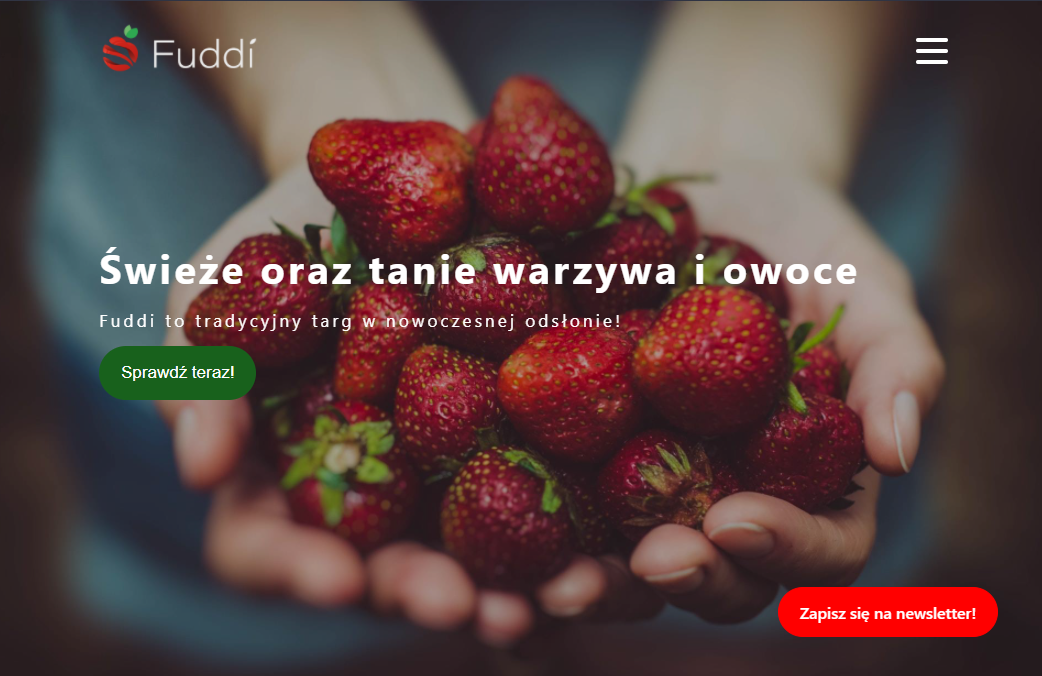 Fuddí
Świeże oraz tanie warzywa i owoce
Fuddi to tradycyjny targ w nowoczesnej odsłonie!
Sprawdź teraz!
Zapisz się na newsletter!